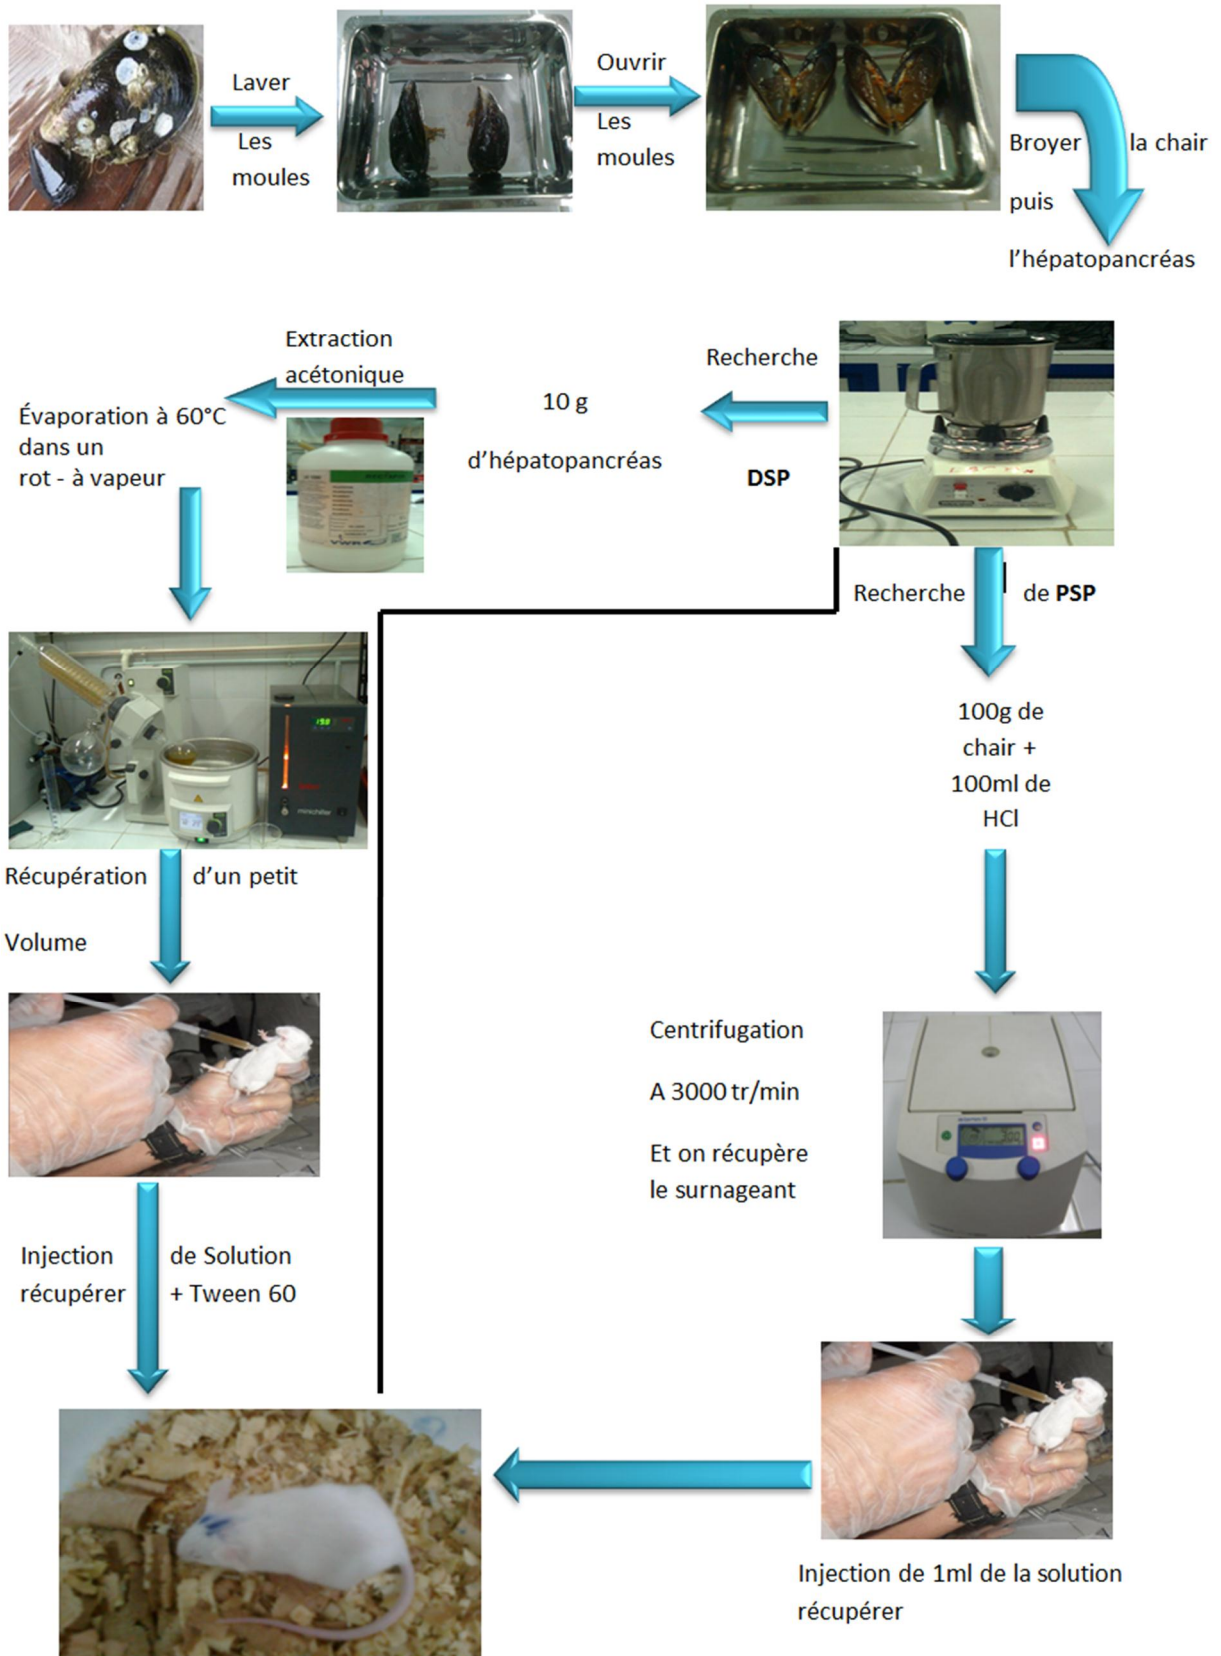 Laver
Les
moules
Ouvrir
Les
moules
Broyer la chair
puis
l'hépatopancréas
Recherche
DSP
10 g
d'hépatopancréas
Extraction
acétonique
Évaporation à 60°C
dans un
rot - à vapeur
Récupération d'un petit
Volume
Injection de Solution
récupérer + Tween 60
Recherche de PSP
100g de
chair +
100ml de
HCl
Centrifugation
A 3000 tr/min
Et on récupère
le surnageant
Injection de 1ml de la solution
récupérer
minichiller